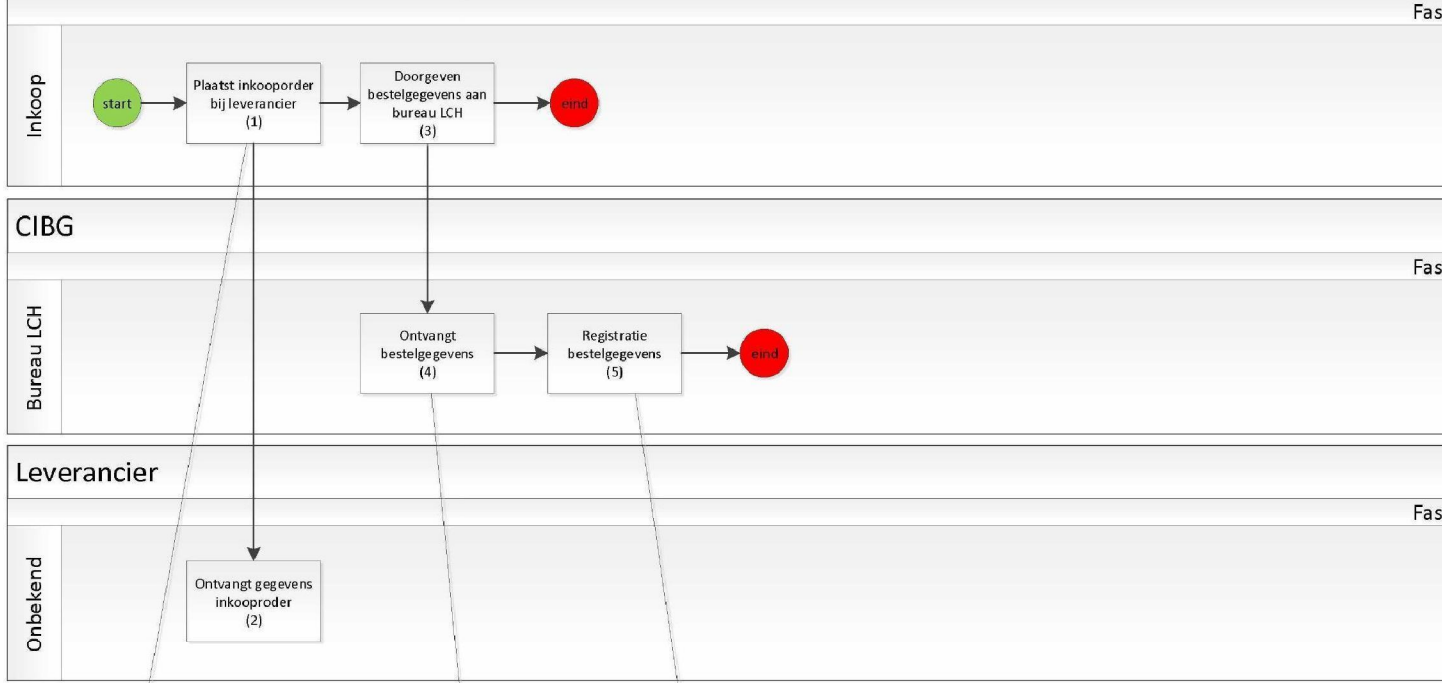 Fas
Inkoop
start
Plaatst inkooporder
bij leverancier
(1)
Doorgeven
bestelgegevens aan
bureau LCH
(3)
eind
CIBG
Fas
Bureau LCH
Ontvangt
bestelgegevens
(4)
Registratie
bestelgegevens
(5)
eind
Leverancier
Fas
Onbekend
Ontvangt gegevens
inkooproder
(2)